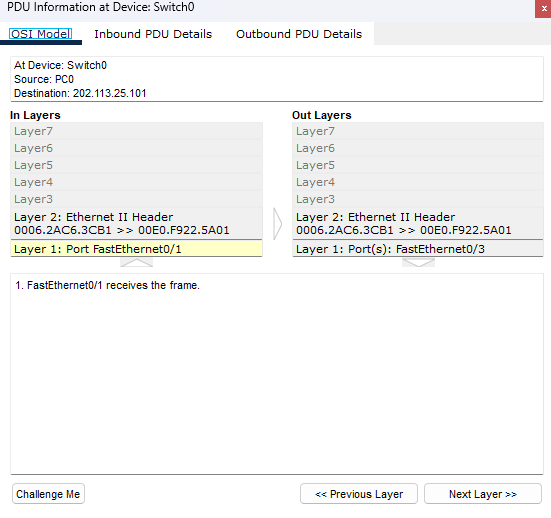 PDU Information at Device: Switch0
x
OSI Model Inbound PDU Details Outbound PDU Details
At Device: Switch0
Source: PC0
Destination: 202.113.25.101
In Layers
Layer7
Layer6
Layer5
Layer4
Layer3
Layer 2: Ethernet II Header
0006.2AC6.3CB1 >> 00E0.F922.5A01
Layer 1: Port FastEthernet0/1
Out Layers
Layer7
Layer6
Layer5
Layer4
Layer3
Layer 2: Ethernet II Header
0006.2AC6.3CB1 >> 00E0.F922.5A01
Layer 1: Port(s): FastEthernet0/3
1. FastEthernet0/1 receives the frame.
Challenge Me << Previous Layer Next Layer >>